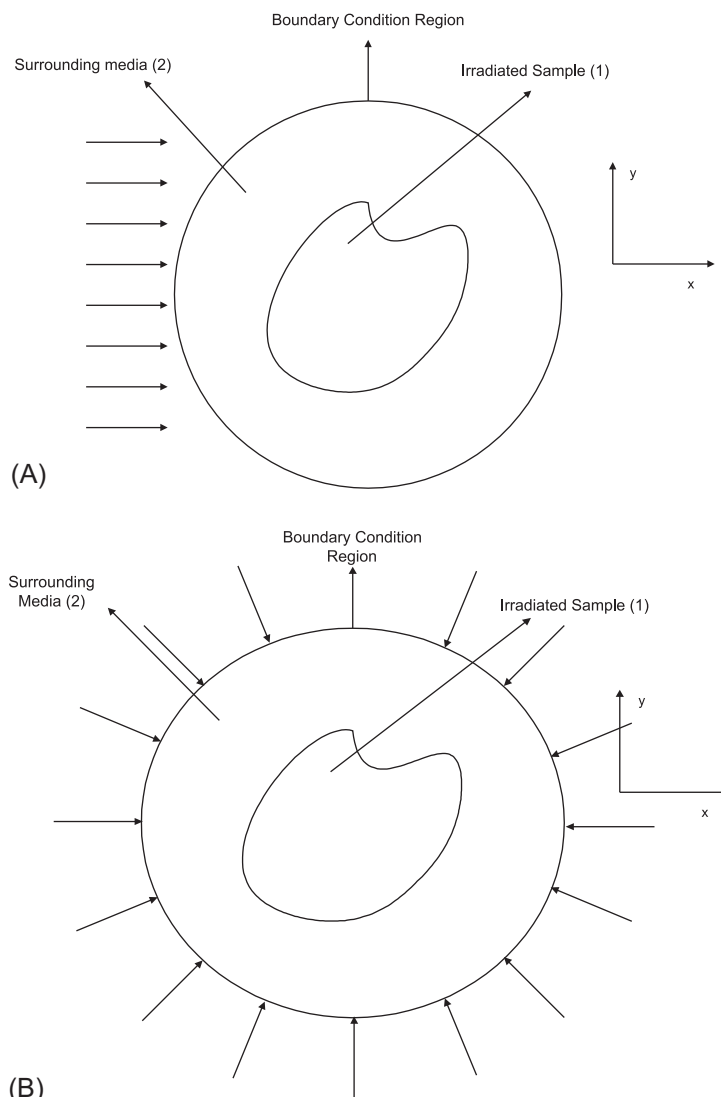 Boundary Condition Region
Surrounding media (2)
Irradiated Sample (1)
y
x
(A)
Boundary Condition
Region
Surrounding
Media (2)
Irradiated Sample (1)
y
x
(B)